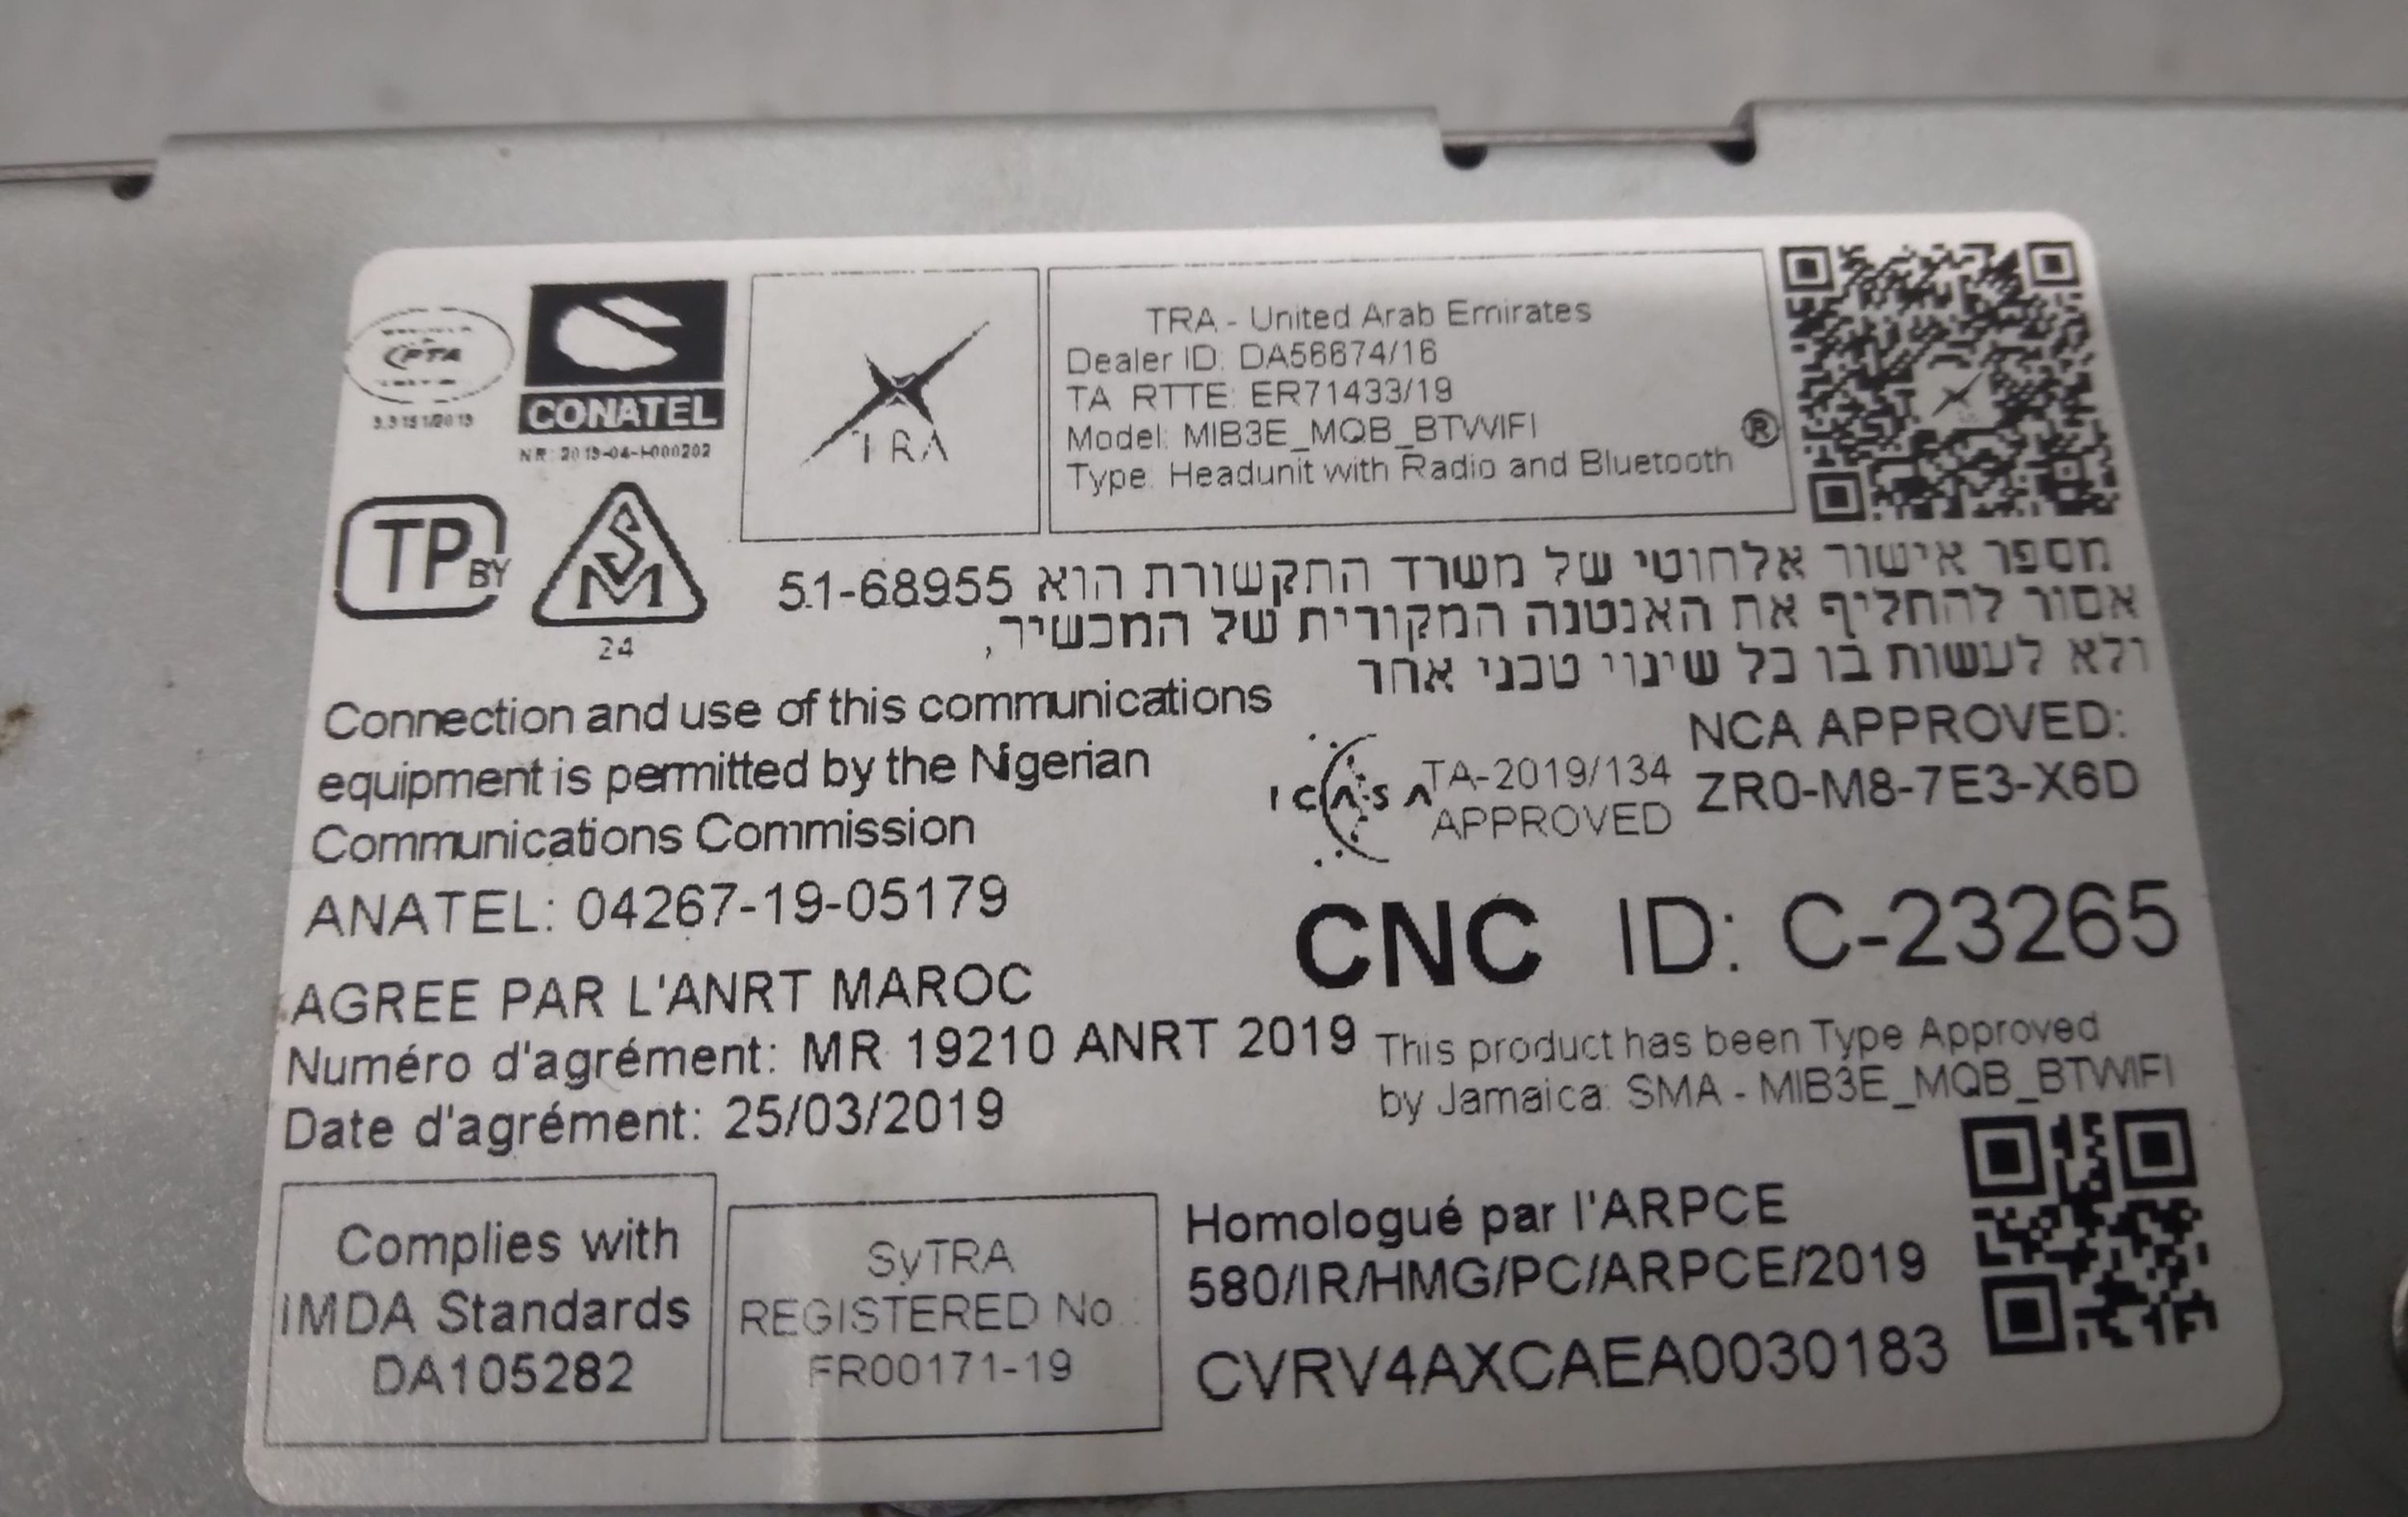 PTA
CONATEL
NR: 2019-04-I-000202
TRA
TRA - United Arab Emirates
Dealer ID: DA56674/16
TA RTTE: ER71433/19
Model: MIB3E_MQB_BTWIFI
Type: Headunit with Radio and Bluetooth ®
TP BY
SM
24
מספר אישור אלחוטי של משרד התקשורת הוא 51-68955
אסור להחליף את האנטנה המקורית של המכשיר,
ולא לעשות בו כל שינוי טכני אחר
Connection and use of this communications
equipment is permitted by the Nigerian
Communications Commission
ICASA TA-2019/134
APPROVED
NCA APPROVED:
ZR0-M8-7E3-X6D
ANATEL: 04267-19-05179
CNC ID: C-23265
AGREE PAR L'ANRT MAROC
Numéro d'agrément: MR 19210 ANRT 2019
Date d'agrément: 25/03/2019
This product has been Type Approved
by Jamaica: SMA - MIB3E_MQB_BTWIFI
Complies with
IMDA Standards
DA105282
SyTRA
REGISTERED No.:
FR00171-19
Homologué par l'ARPCE
580/IR/HMG/PC/ARPCE/2019
CVRV4AXCAEA0030183